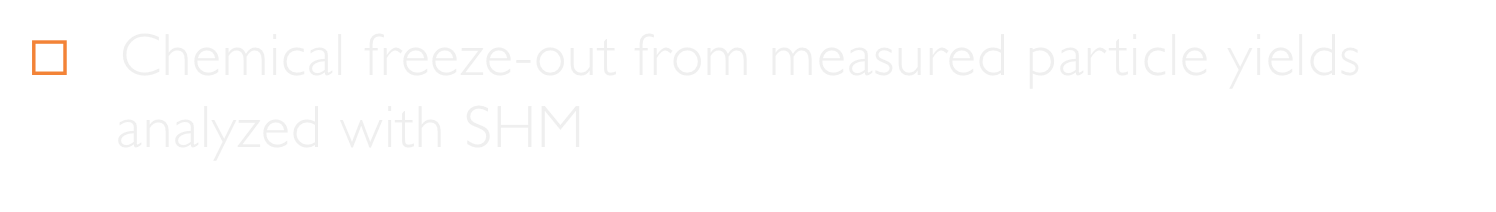 Chemical freeze-out from measured particle yields
analyzed with SHM